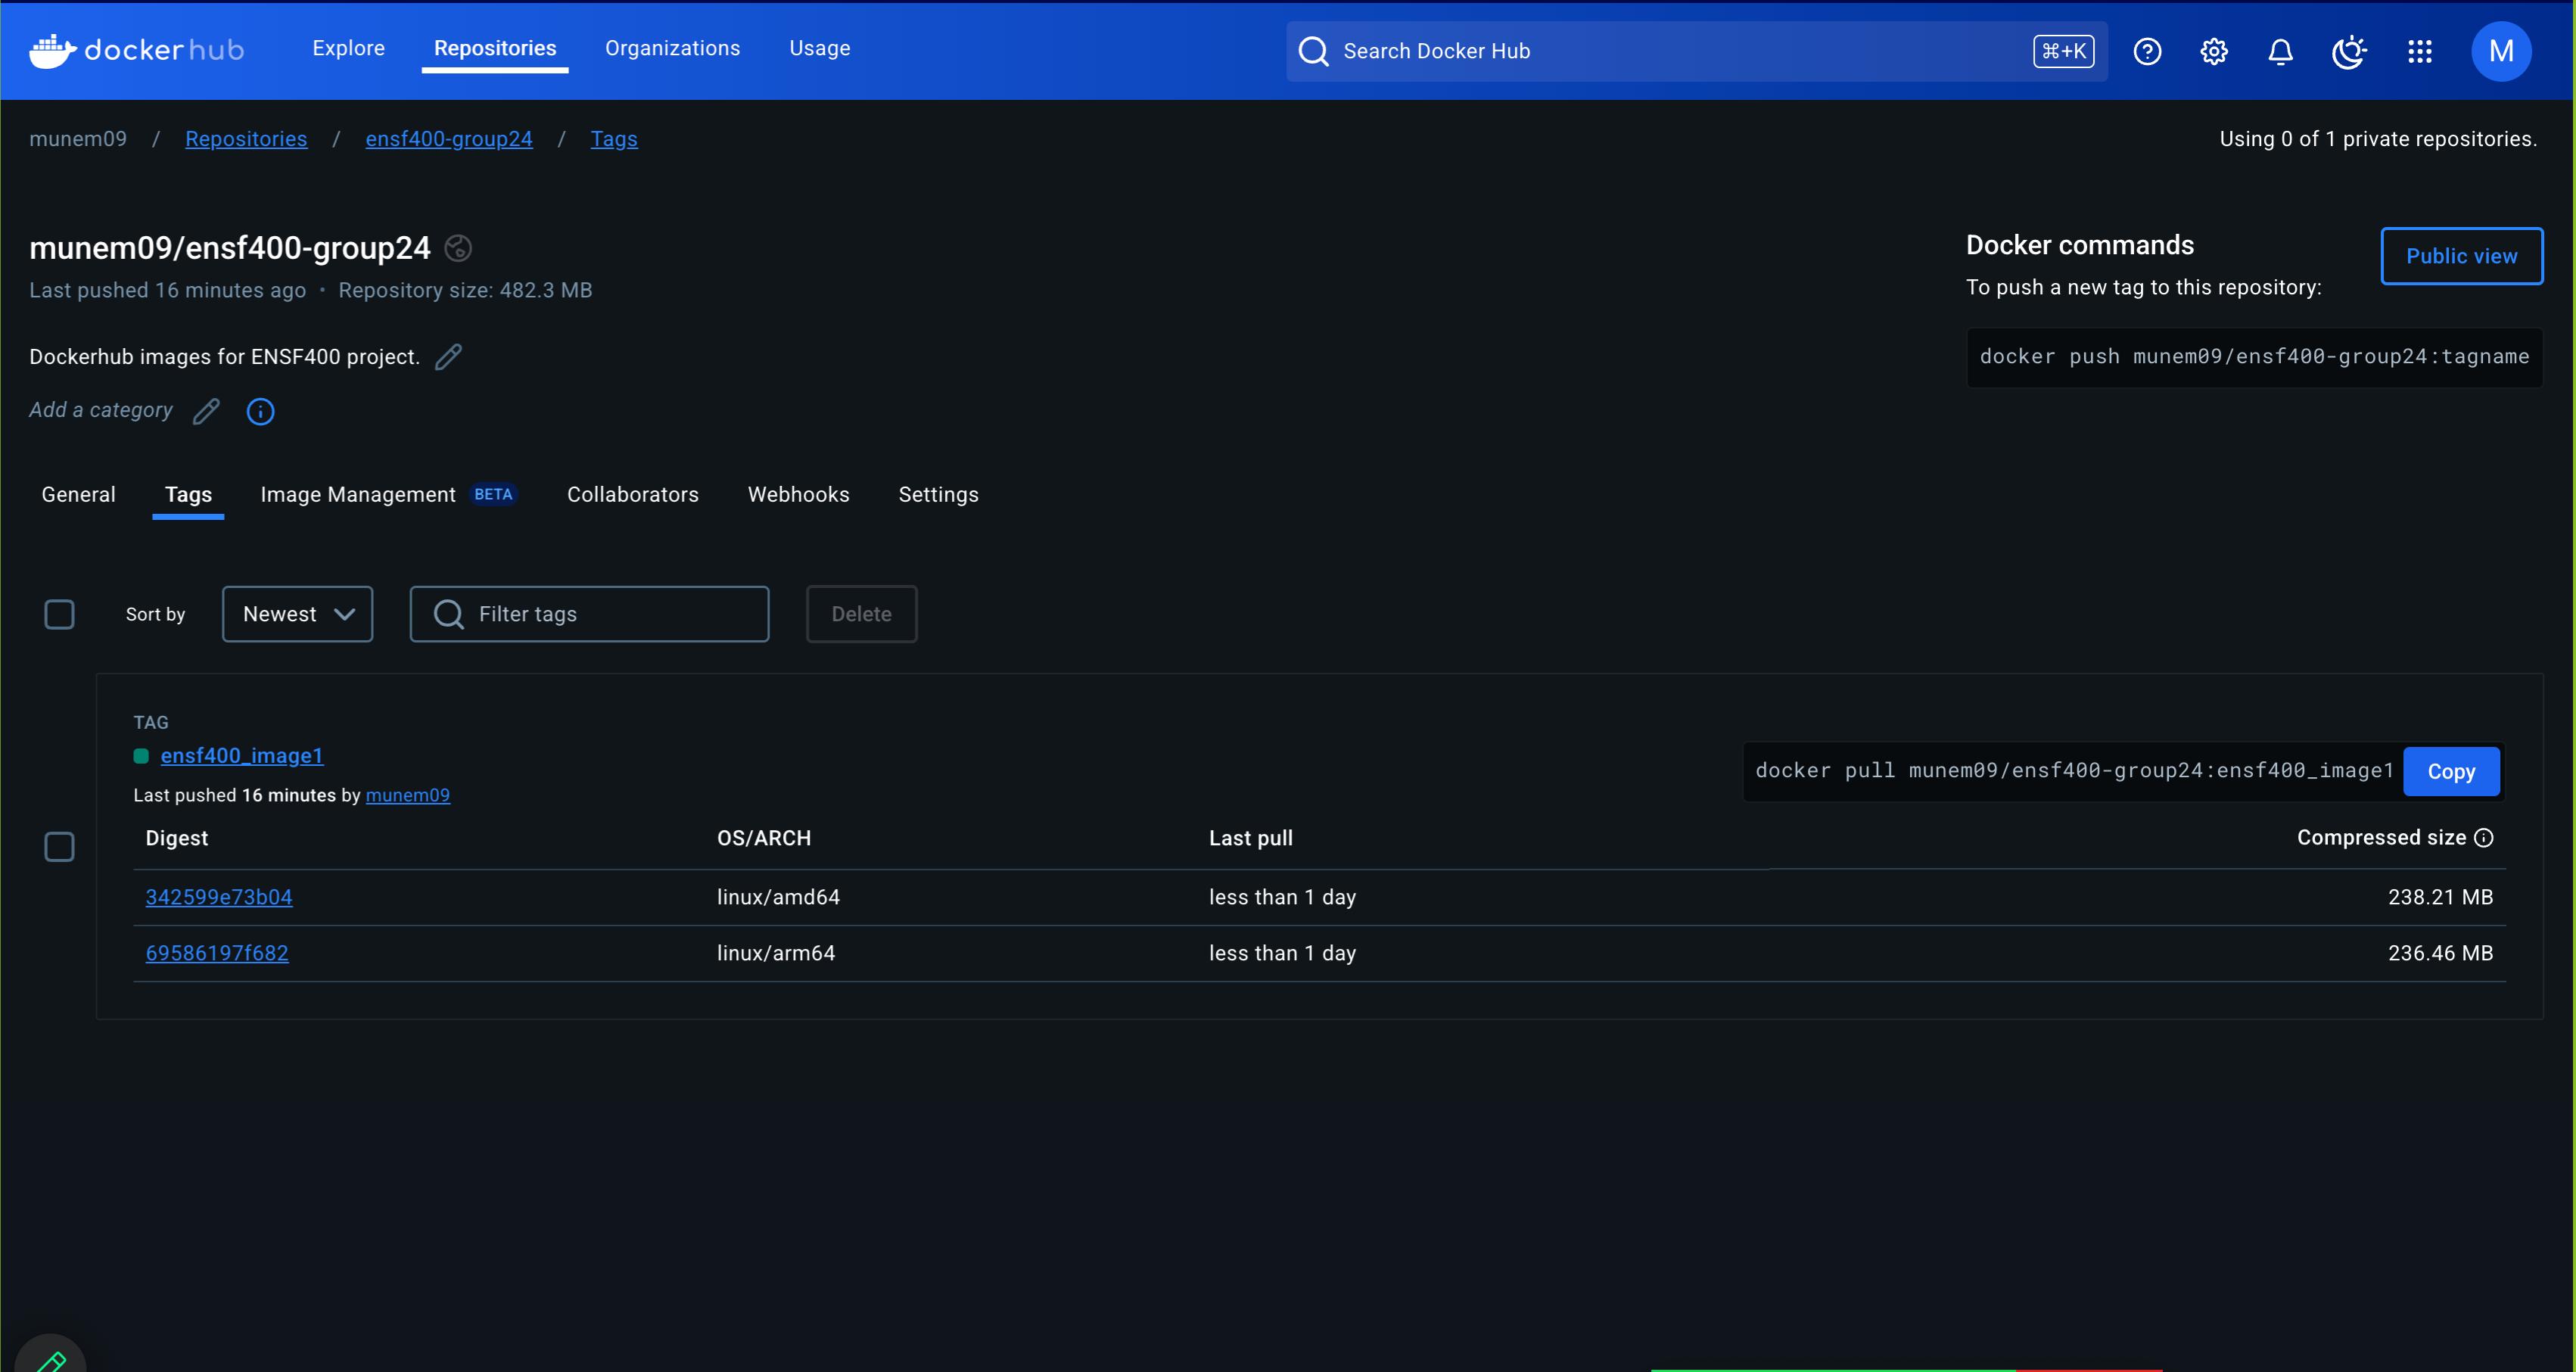 dockerhub Explore Repositories Organizations Usage Search Docker Hub ⌘+K M
munem09 / Repositories / ensf400-group24 / Tags Using 0 of 1 private repositories.
munem09/ensf400-group24
Last pushed 16 minutes ago • Repository size: 482.3 MB
Dockerhub images for ENSF400 project.
Add a category
Docker commands
Public view
To push a new tag to this repository:
docker push munem09/ensf400-group24:tagname
General Tags Image Management BETA Collaborators Webhooks Settings
Sort by Newest Filter tags Delete
TAG
ensf400_image1
Last pushed 16 minutes by munem09
docker pull munem09/ensf400-group24:ensf400_image1 Copy
Digest OS/ARCH Last pull Compressed size
342599e73b04 linux/amd64 less than 1 day 238.21 MB
69586197f682 linux/arm64 less than 1 day 236.46 MB